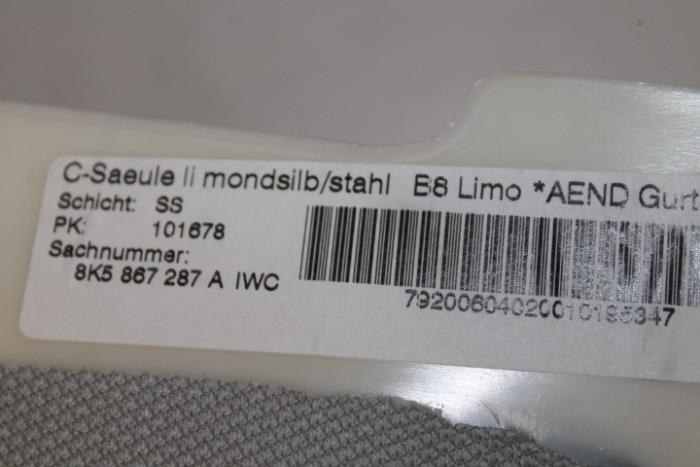 C-Saeule li mondsilb/stahl B8 Limo *AEND Gurt
Schicht: SS
PK: 101678
Sachnummer:
8K5 867 287 A IWC
79200604020010195347